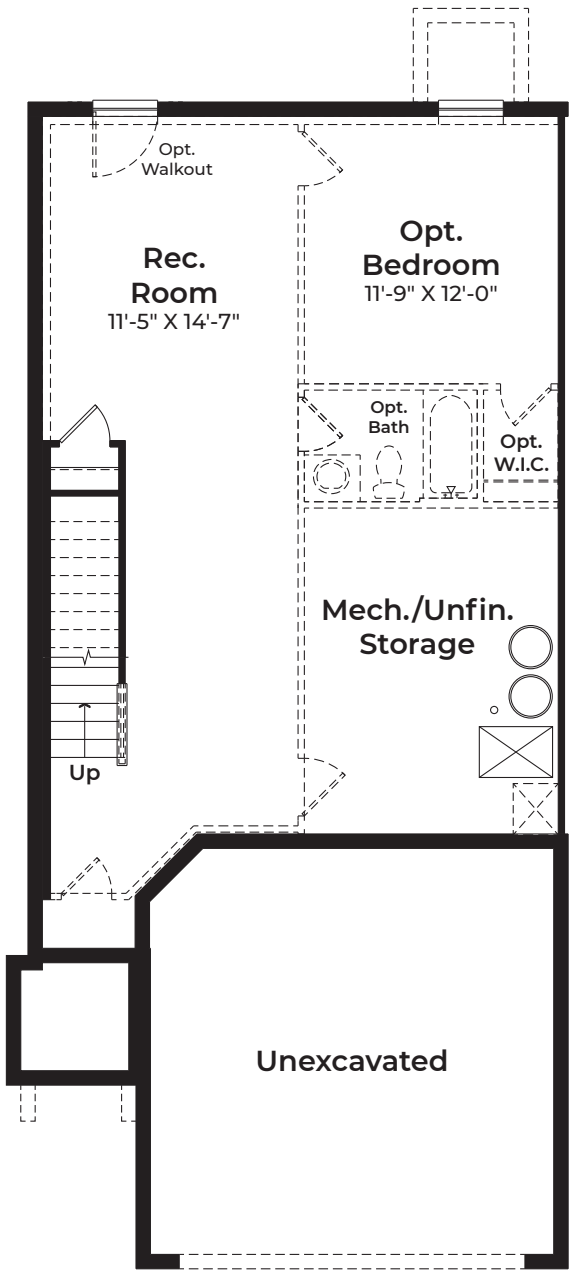 Opt.
Walkout
Rec.
Room
11'-5" X 14'-7"
Opt.
Bedroom
11'-9" X 12'-0"
Opt.
Bath
Opt.
W.I.C.
Mech./Unfin.
Storage
Up
Unexcavated